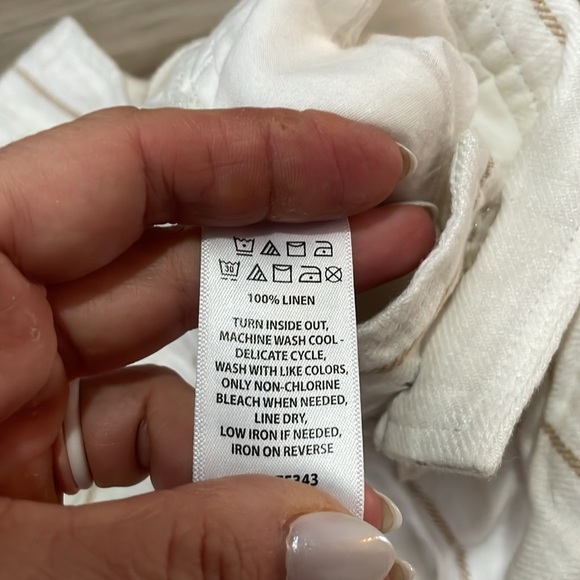 30
100% LINEN
TURN INSIDE OUT,
MACHINE WASH COOL -
DELICATE CYCLE,
WASH WITH LIKE COLORS,
ONLY NON-CHLORINE
BLEACH WHEN NEEDED,
LINE DRY,
LOW IRON IF NEEDED,
IRON ON REVERSE